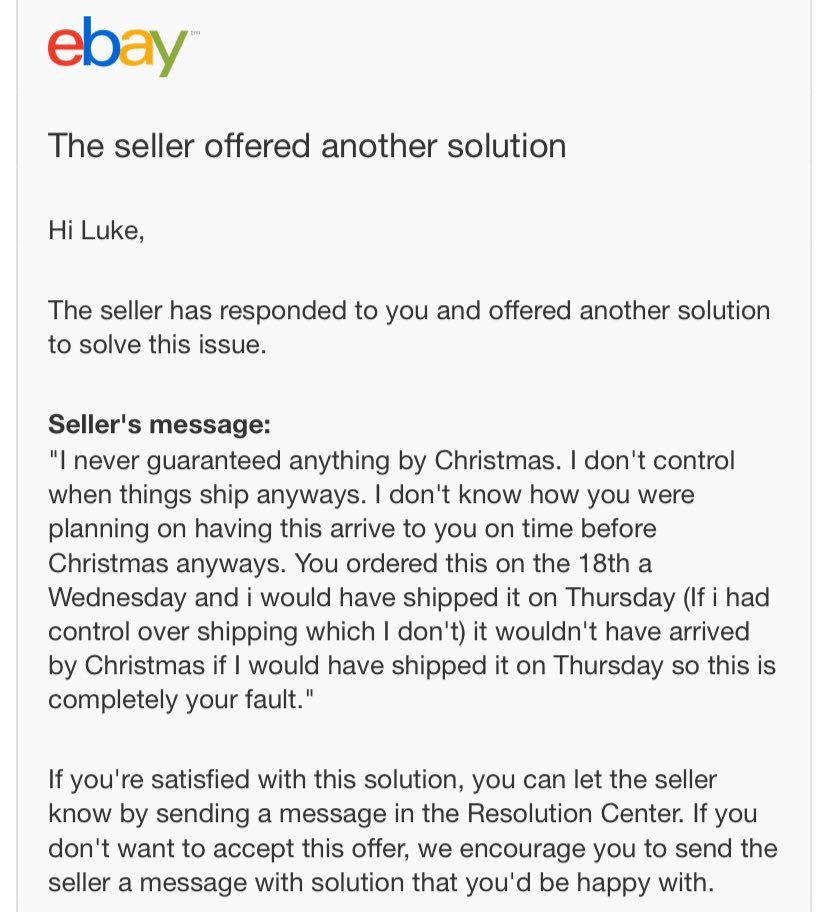 ebay™
The seller offered another solution
Hi Luke,
The seller has responded to you and offered another solution
to solve this issue.
Seller's message:
"I never guaranteed anything by Christmas. I don't control
when things ship anyways. I don't know how you were
planning on having this arrive to you on time before
Christmas anyways. You ordered this on the 18th a
Wednesday and i would have shipped it on Thursday (If i had
control over shipping which I don't) it wouldn't have arrived
by Christmas if I would have shipped it on Thursday so this is
completely your fault."
If you're satisfied with this solution, you can let the seller
know by sending a message in the Resolution Center. If you
don't want to accept this offer, we encourage you to send the
seller a message with solution that you'd be happy with.